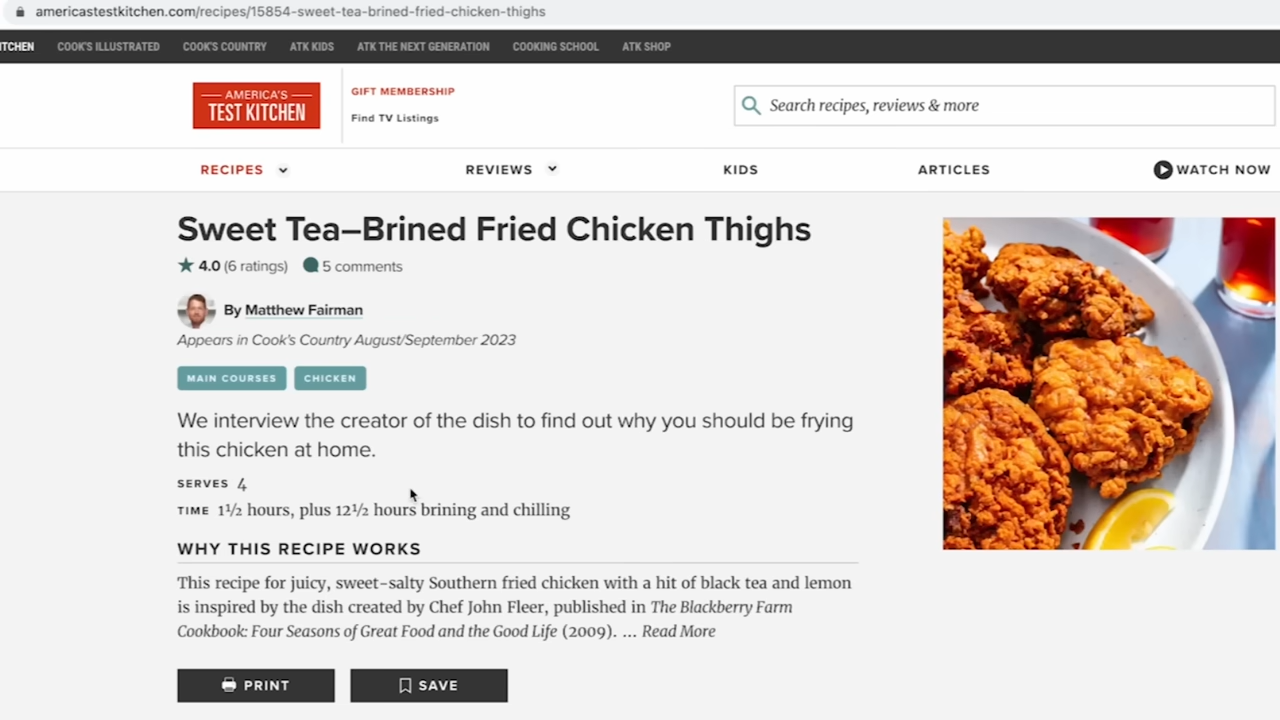 americastestkitchen.com/recipes/15854-sweet-tea-brined-fried-chicken-thighs
ITCHEN COOK'S ILLUSTRATED COOK'S COUNTRY ATK KIDS ATK THE NEXT GENERATION COOKING SCHOOL ATK SHOP
AMERICA'S
TEST KITCHEN
GIFT MEMBERSHIP
Find TV Listings
Search recipes, reviews & more
RECIPES REVIEWS KIDS ARTICLES WATCH NOW
Sweet Tea–Brined Fried Chicken Thighs
4.0 (6 ratings) 5 comments
By Matthew Fairman
Appears in Cook's Country August/September 2023
MAIN COURSES CHICKEN
We interview the creator of the dish to find out why you should be frying
this chicken at home.
SERVES 4
TIME 1½ hours, plus 12½ hours brining and chilling
WHY THIS RECIPE WORKS
This recipe for juicy, sweet-salty Southern fried chicken with a hit of black tea and lemon
is inspired by the dish created by Chef John Fleer, published in The Blackberry Farm
Cookbook: Four Seasons of Great Food and the Good Life (2009). ... Read More
PRINT SAVE